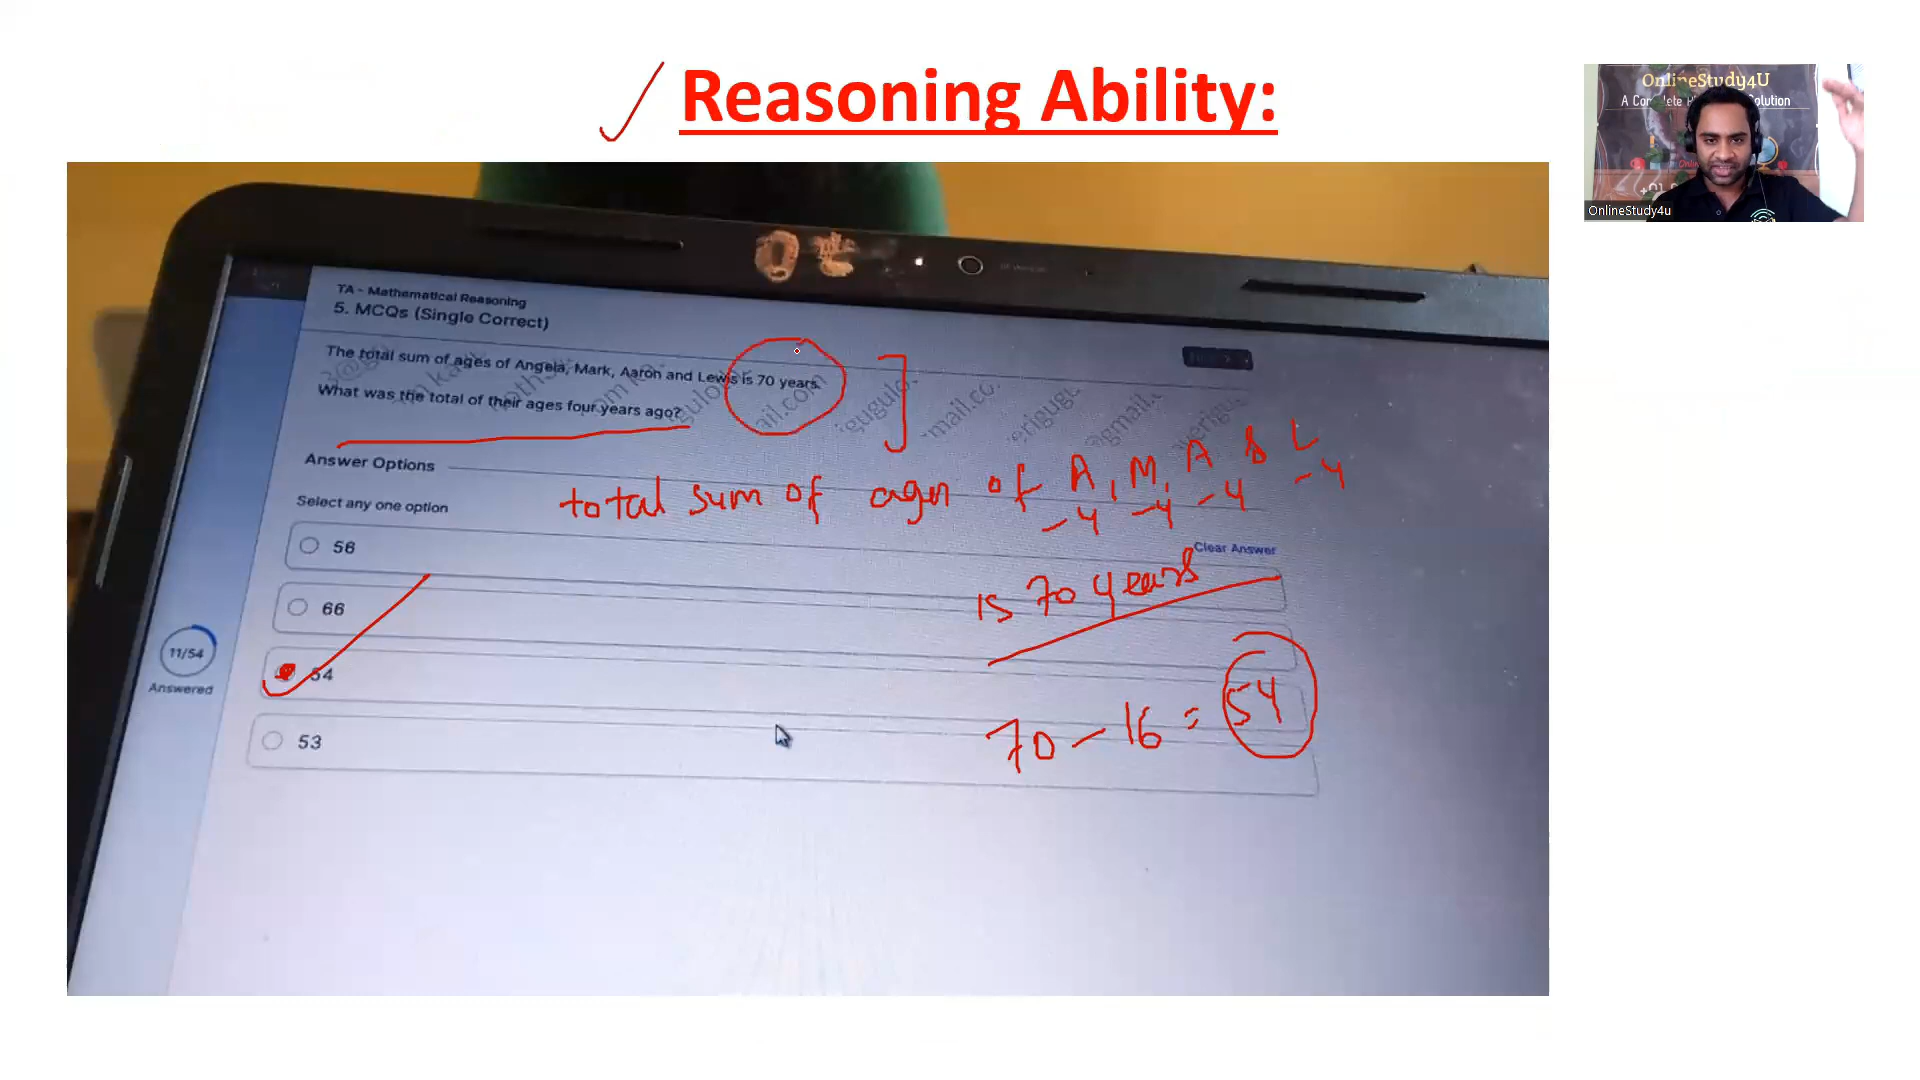 Reasoning Ability:
OnlineStudy4U
OnlineStudy4u
TA - Mathematical Reasoning
5. MCQs (Single Correct)
The total sum of ages of Angela, Mark, Aaron and Lewis is 70 years.
What was the total of their ages four years ago?
Answer Options
Select any one option
total sum of ages of A, M, A & L
-4 -4 -4 -4
Clear Answer
56
is 70 years
66
11/54
Answered
54
70 - 16 = 54
53